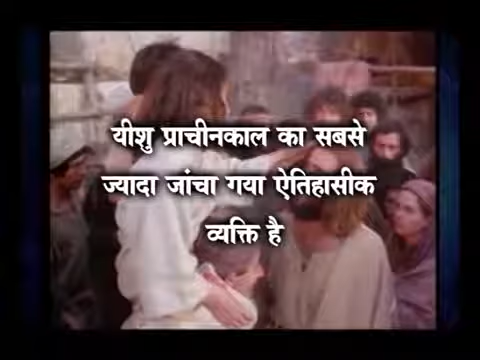 यीशु प्राचीनकाल का सबसे
ज्यादा जांचा गया ऐतिहासीक
व्यक्ति है